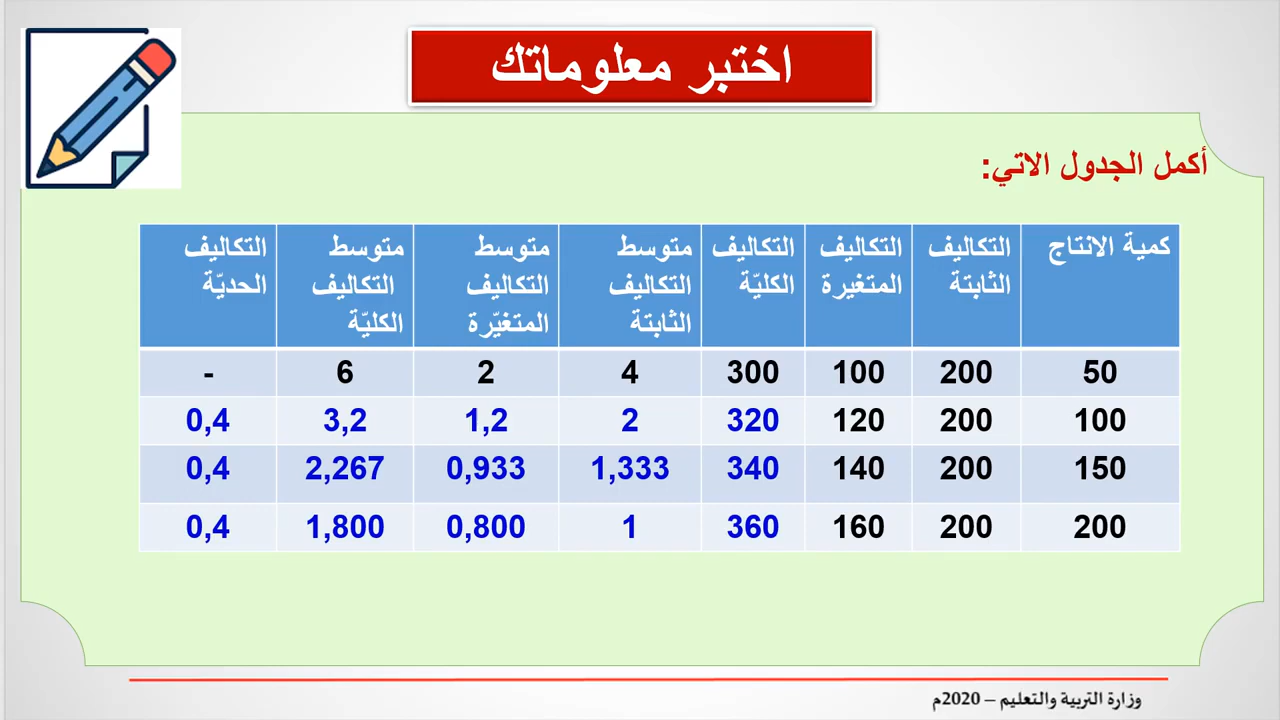 اختبر معلوماتك
أكمل الجدول الاتي:
كمية الانتاج التكاليف الثابتة التكاليف المتغيرة التكاليف الكليّة متوسط التكاليف الثابتة متوسط التكاليف المتغيّرة متوسط التكاليف الكليّة التكاليف الحديّة
50 200 100 300 4 2 6 -
100 200 120 320 2 1,2 3,2 0,4
150 200 140 340 1,333 0,933 2,267 0,4
200 200 160 360 1 0,800 1,800 0,4
وزارة التربية والتعليم – 2020م